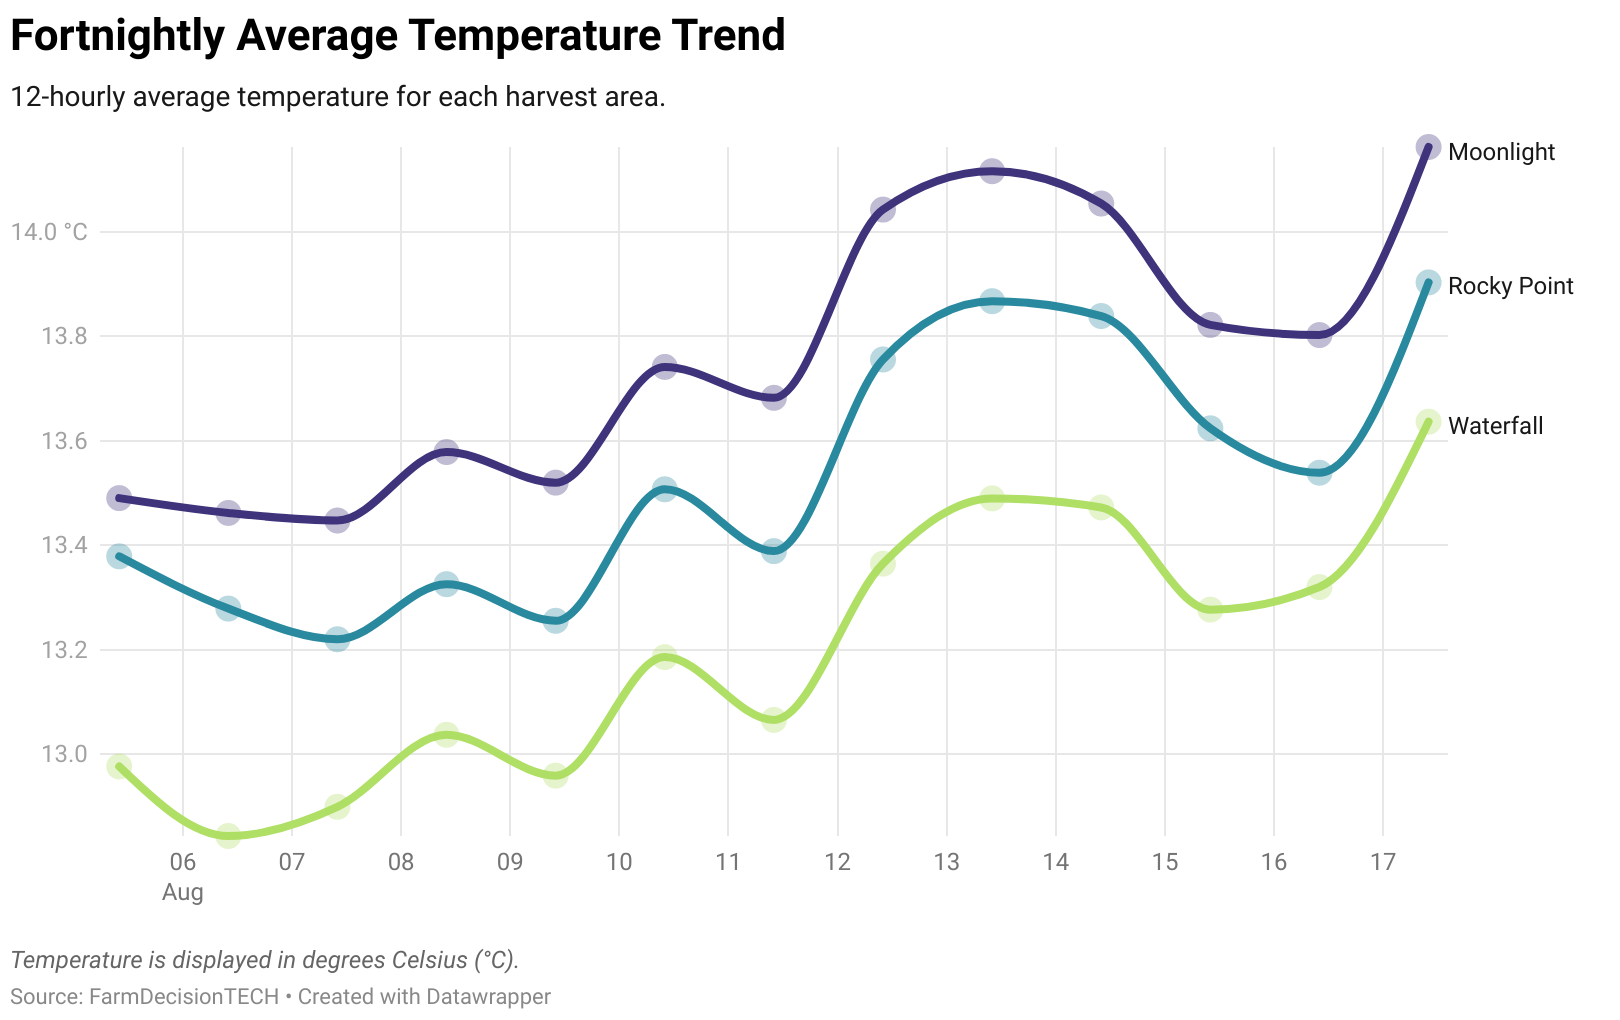 Fortnightly Average Temperature Trend
12-hourly average temperature for each harvest area.
Moonlight
14.0 °C
Rocky Point
13.8
13.6
Waterfall
13.4
13.2
13.0
06 07 08 09 10 11 12 13 14 15 16 17
Aug
Temperature is displayed in degrees Celsius (°C).
Source: FarmDecisionTECH • Created with Datawrapper